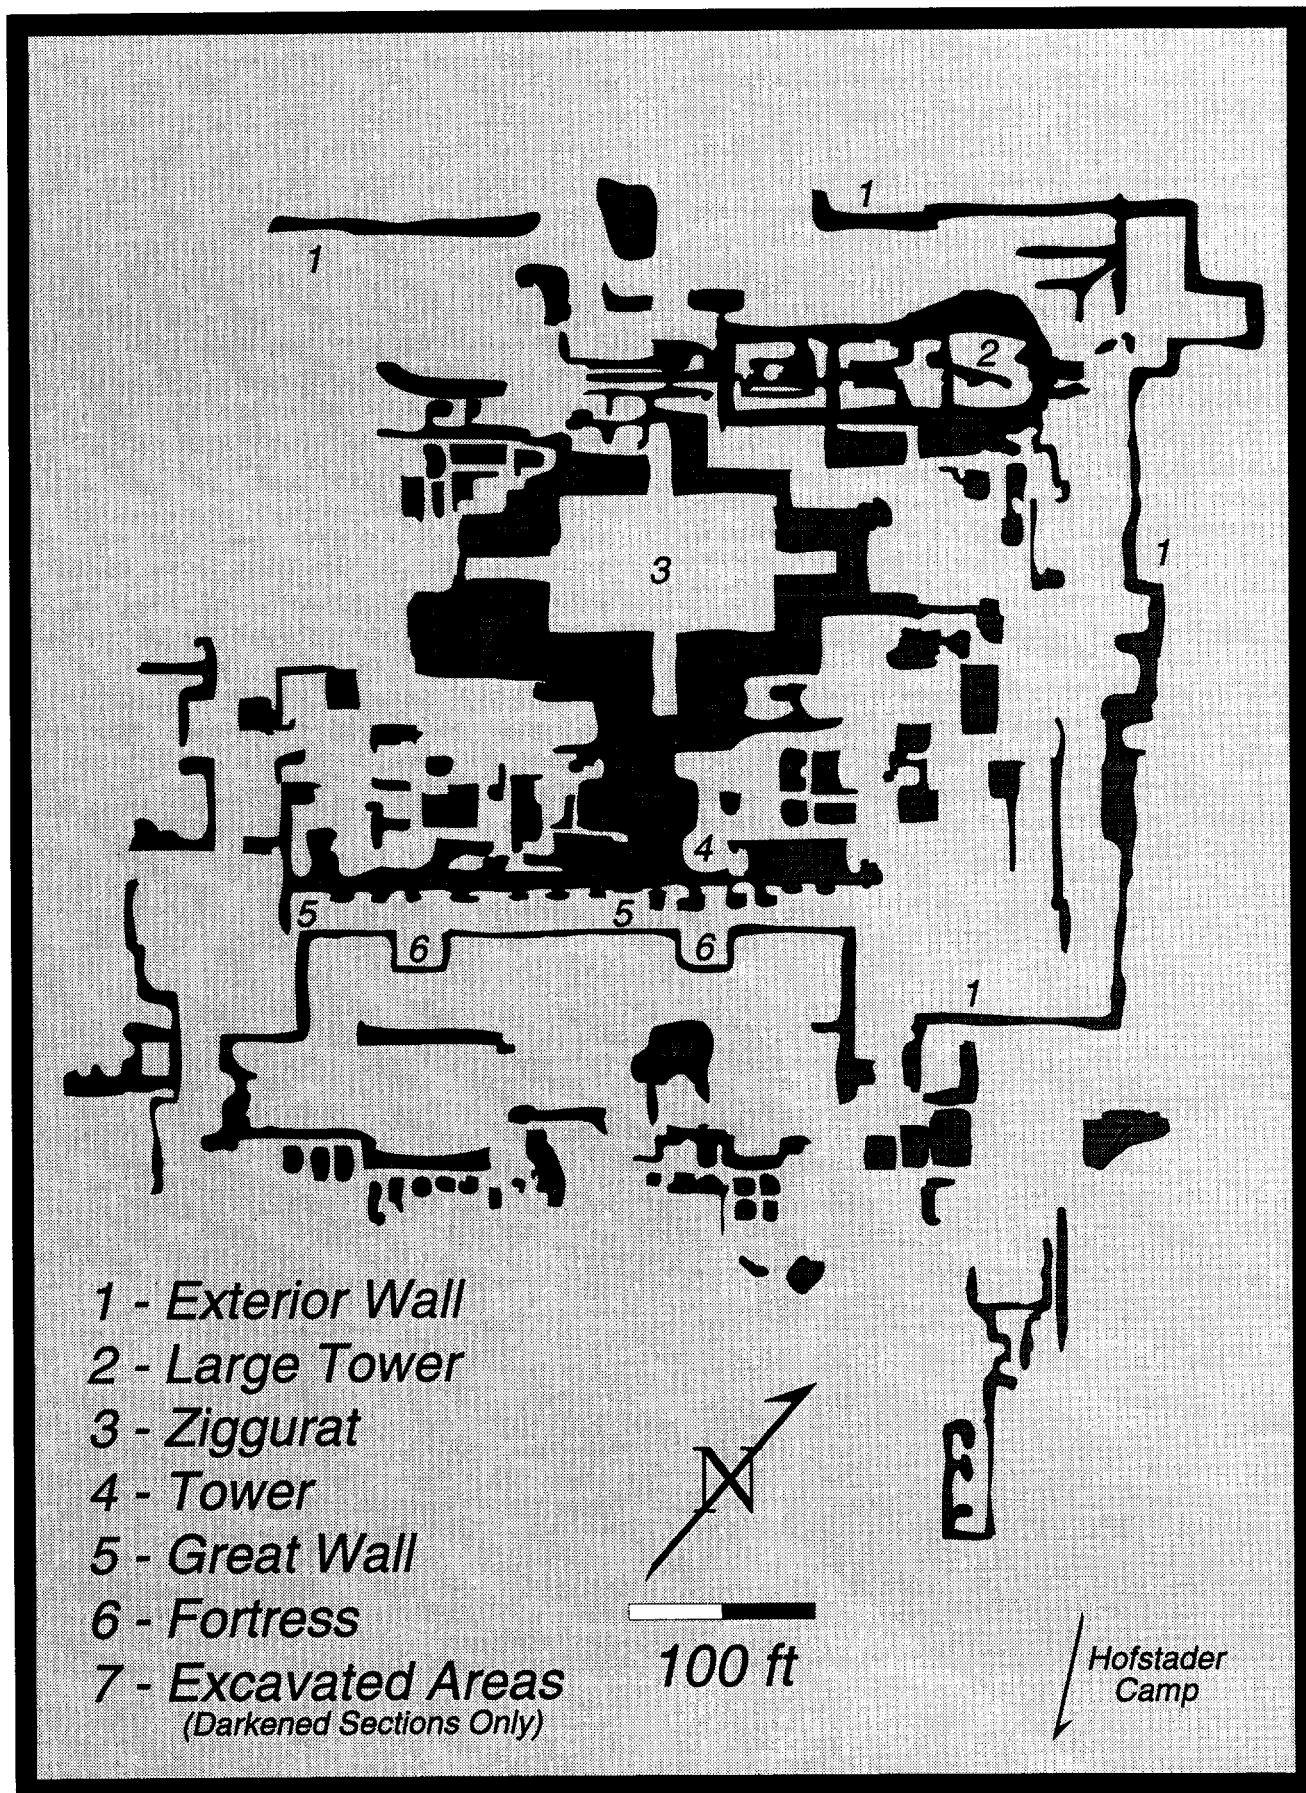 1
1
2
3
1
4
5
5
6
6
1
7
1 - Exterior Wall
2 - Large Tower
3 - Ziggurat
4 - Tower
5 - Great Wall
6 - Fortress
7 - Excavated Areas
(Darkened Sections Only)
N
100 ft
Hofstader
Camp